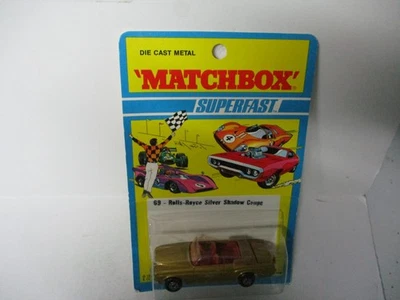 DIE CAST METAL
'MATCHBOX'
SUPERFAST
69 - Rolls-Royce Silver Shadow Coupe